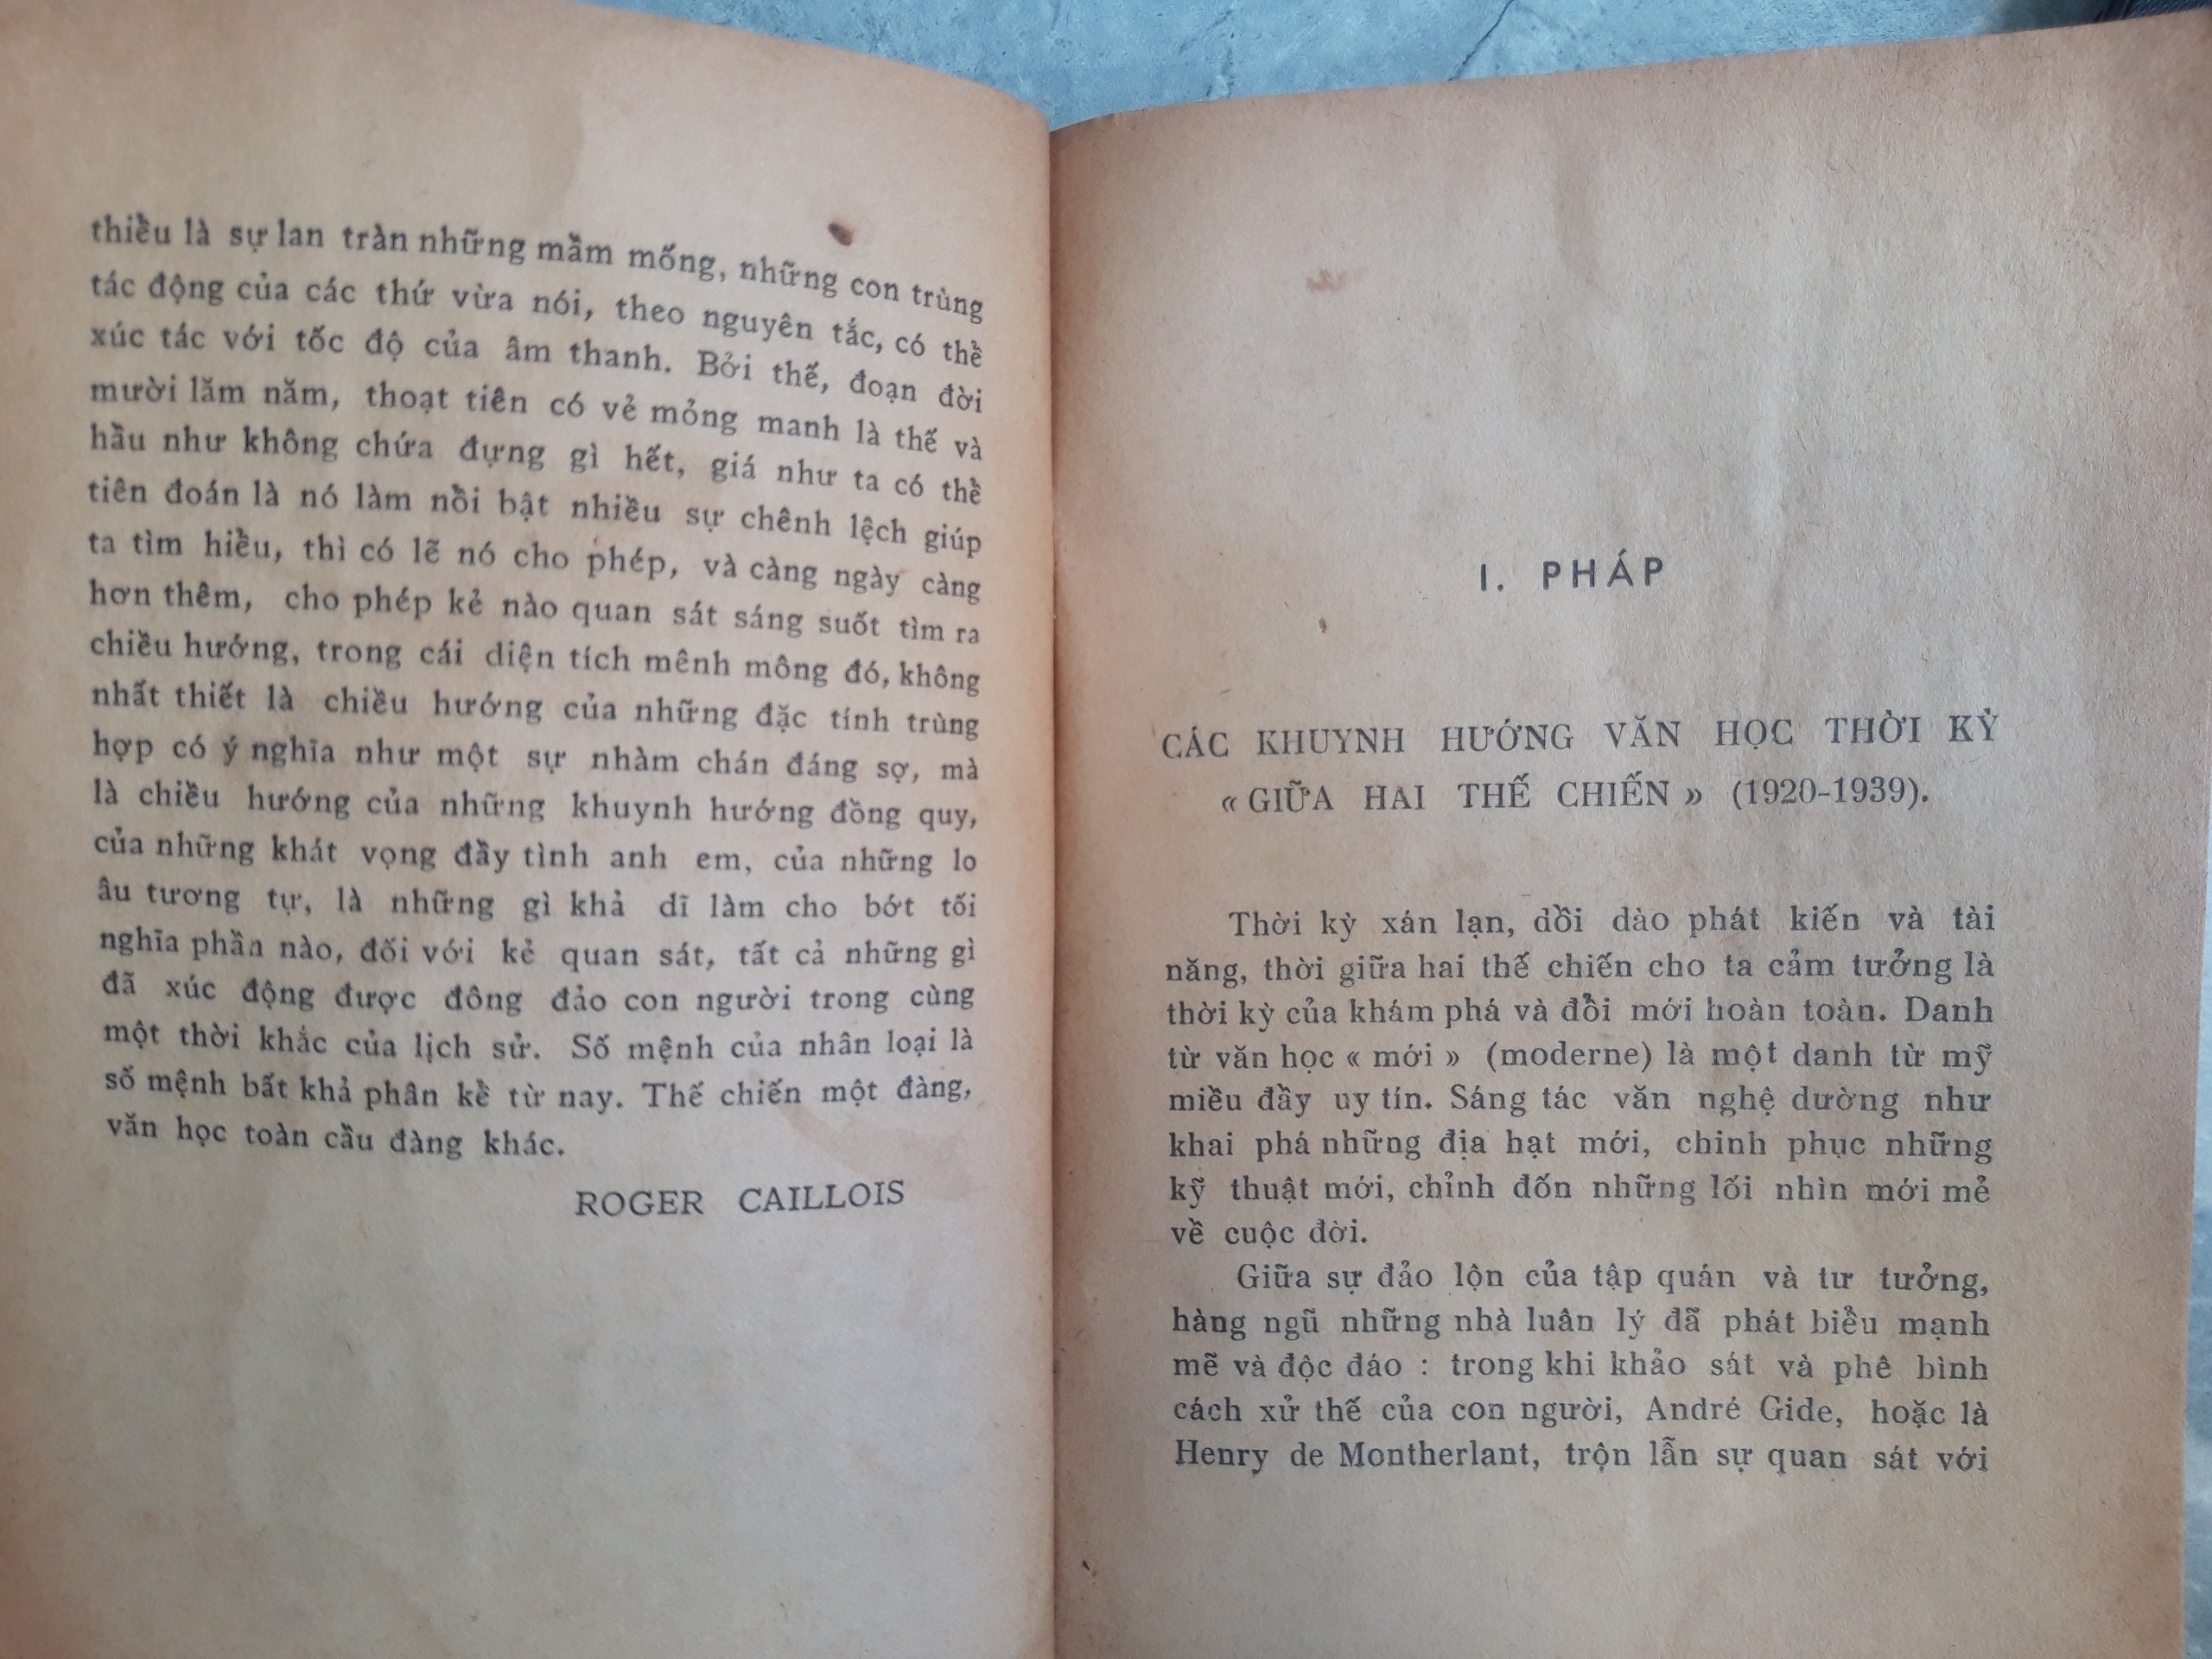 thiều là sự lan tràn những mầm mống, những con trùng
tác động của các thứ vừa nói, theo nguyên tắc, có thể
xúc tác với tốc độ của âm thanh. Bởi thế, đoạn đời
mười lăm năm, thoạt tiên có vẻ mỏng manh là thế và
hầu như không chứa đựng gì hết, giá như ta có thể
tiên đoán là nó làm nổi bật nhiều sự chênh lệch giúp
ta tìm hiểu, thì có lẽ nó cho phép, và càng ngày càng
hơn thêm, cho phép kẻ nào quan sát sáng suốt tìm ra
chiều hướng, trong cái diện tích mênh mông đó, không
nhất thiết là chiều hướng của những đặc tính trùng
hợp có ý nghĩa như một sự nhàm chán đáng sợ, mà
là chiều hướng của những khuynh hướng đồng quy,
của những khát vọng đầy tình anh em, của những lo
âu tương tự, là những gì khả dĩ làm cho bớt tối
nghĩa phần nào, đối với kẻ quan sát, tất cả những gì
đã xúc động được đông đảo con người trong cùng
một thời khắc của lịch sử. Số mệnh của nhân loại là
số mệnh bất khả phân kể từ nay. Thế chiến một đàng,
văn học toàn cầu đàng khác.
ROGER CAILLOIS
I. PHÁP
CÁC KHUYNH HƯỚNG VĂN HỌC THỜI KỲ
« GIỮA HAI THẾ CHIẾN » (1920-1939).
Thời kỳ xán lạn, dồi dào phát kiến và tài
năng, thời giữa hai thế chiến cho ta cảm tưởng là
thời kỳ của khám phá và đổi mới hoàn toàn. Danh
từ văn học « mới » (moderne) là một danh từ mỹ
miều đầy uy tín. Sáng tác văn nghệ dường như
khai phá những địa hạt mới, chinh phục những
kỹ thuật mới, chỉnh đốn những lối nhìn mới mẻ
về cuộc đời.
Giữa sự đảo lộn của tập quán và tư tưởng,
hàng ngũ những nhà luân lý đã phát biểu mạnh
mẽ và độc đáo : trong khi khảo sát và phê bình
cách xử thế của con người, André Gide, hoặc là
Henry de Montherlant, trộn lẫn sự quan sát với